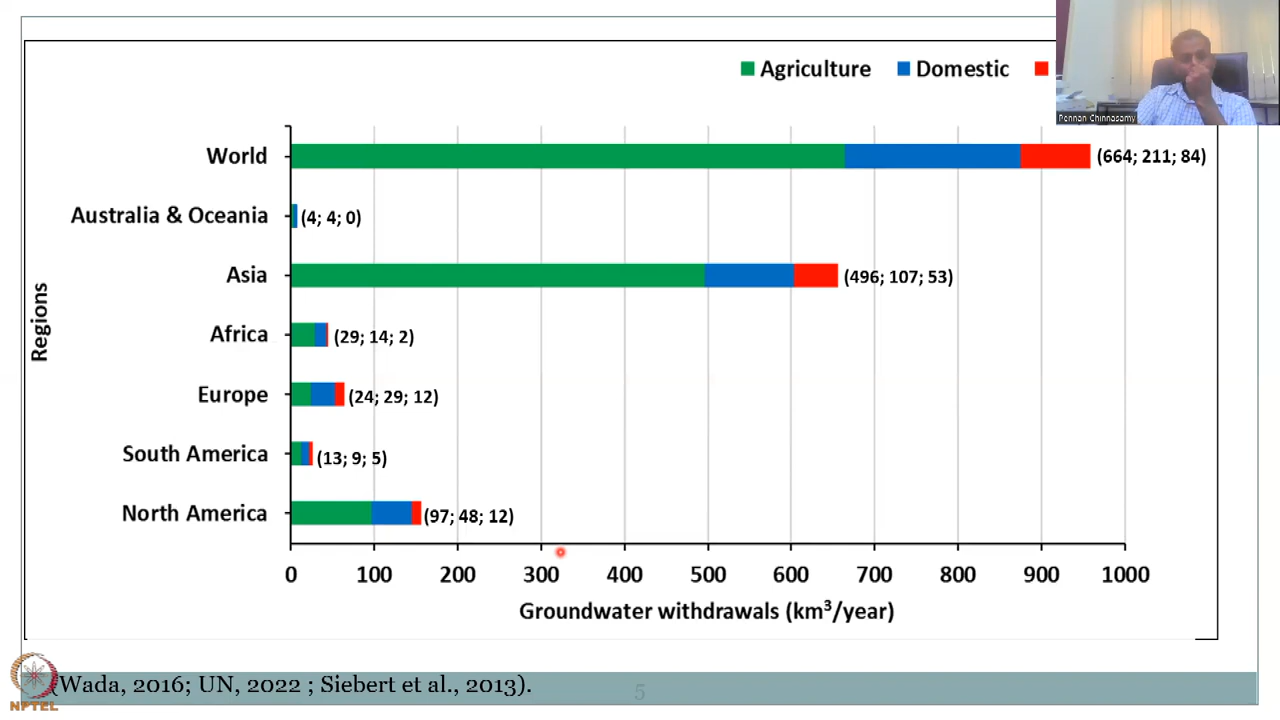 Agriculture Domestic
Pennan Chinnasamy
World (664; 211; 84)
Australia & Oceania (4; 4; 0)
Asia (496; 107; 53)
Africa (29; 14; 2)
Europe (24; 29; 12)
South America (13; 9; 5)
North America (97; 48; 12)
Regions
0 100 200 300 400 500 600 700 800 900 1000
Groundwater withdrawals (km³/year)
(Wada, 2016; UN, 2022 ; Siebert et al., 2013).
5
NPTEL